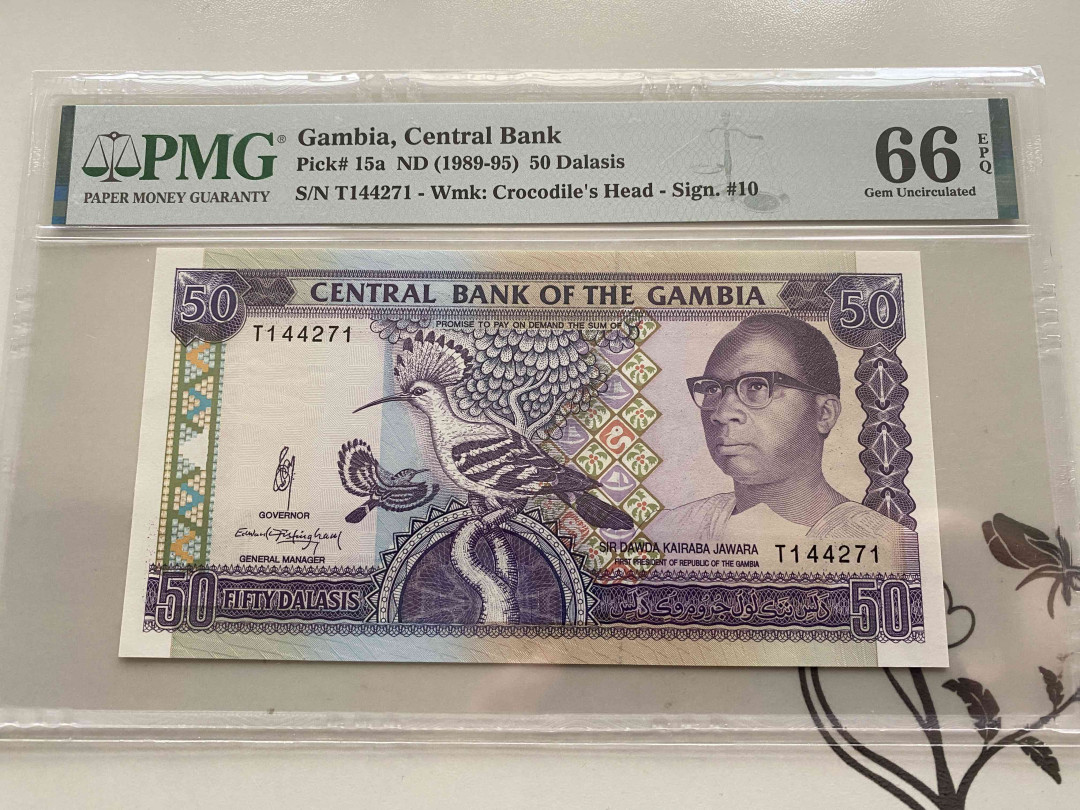 PMG®
PAPER MONEY GUARANTY
Gambia, Central Bank
Pick# 15a ND (1989-95) 50 Dalasis
S/N T144271 - Wmk: Crocodile's Head - Sign. #10
66
EPQ
Gem Uncirculated
50 CENTRAL BANK OF THE GAMBIA 50
PROMISE TO PAY ON DEMAND THE SUM OF
T144271
GOVERNOR
GENERAL MANAGER
SIR DAWDA KAIRABA JAWARA T144271
FIRST PRESIDENT OF REPUBLIC OF THE GAMBIA
50 FIFTY DALASIS 50